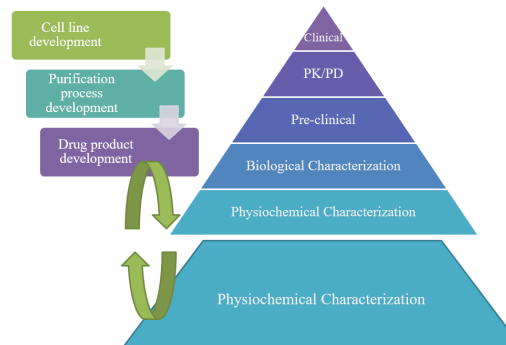 Cell line
development
Purification
process
development
Drug product
development
Clinical
PK/PD
Pre-clinical
Biological Characterization
Physiochemical Characterization
Physiochemical Characterization